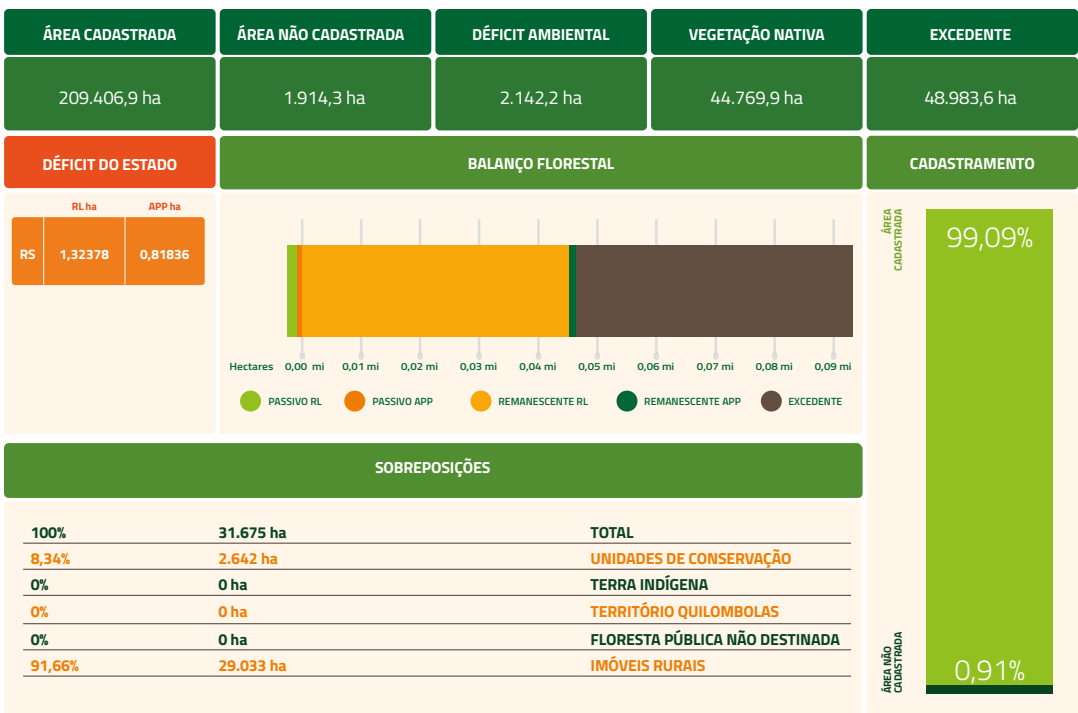 ÁREA CADASTRADA
ÁREA NÃO CADASTRADA
DÉFICIT AMBIENTAL
VEGETAÇÃO NATIVA
EXCEDENTE
209.406,9 ha
1.914,3 ha
2.142,2 ha
44.769,9 ha
48.983,6 ha
DÉFICIT DO ESTADO
RL ha
APP ha
RS
1,32378
0,81836
BALANÇO FLORESTAL
Hectares
0,00 mi
0,01 mi
0,02 mi
0,03 mi
0,04 mi
0,05 mi
0,06 mi
0,07 mi
0,08 mi
0,09 mi
PASSIVO RL
PASSIVO APP
REMANESCENTE RL
REMANESCENTE APP
EXCEDENTE
CADASTRAMENTO
ÁREA
CADASTRADA
99,09%
ÁREA NÃO
CADASTRADA
0,91%
SOBREPOSIÇÕES
100% 31.675 ha TOTAL
8,34% 2.642 ha UNIDADES DE CONSERVAÇÃO
0% 0 ha TERRA INDÍGENA
0% 0 ha TERRITÓRIO QUILOMBOLAS
0% 0 ha FLORESTA PÚBLICA NÃO DESTINADA
91,66% 29.033 ha IMÓVEIS RURAIS